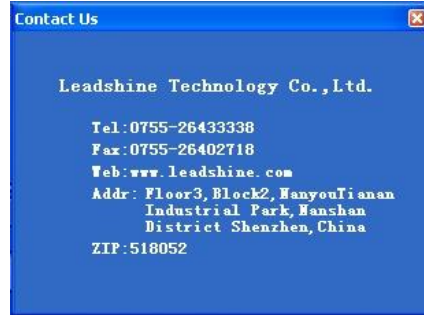 Contact Us
Leadshine Technology Co.,Ltd.
Tel:0755-26433338
Fax:0755-26402718
Web:www.leadshine.com
Addr: Floor3,Block2,NanyouTianan
Industrial Park,Nanshan
District Shenzhen,China
ZIP:518052